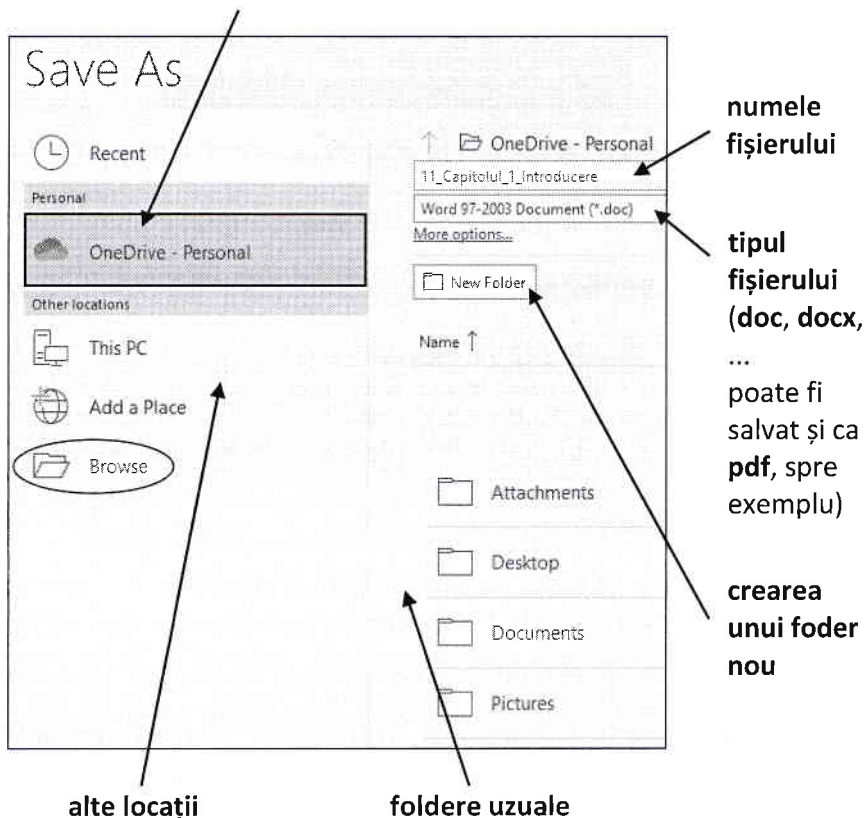 Save As
Recent
Personal
OneDrive - Personal
Other locations
This PC
Add a Place
Browse
OneDrive - Personal
11_Capitolul_1_Introducere
Word 97-2003 Document (*.doc)
More options...
New Folder
Name ↑
Attachments
Desktop
Documents
Pictures
numele
fișierului
tipul
fișierului
(doc, docx,
...
poate fi
salvat și ca
pdf, spre
exemplu)
crearea
unui foder
nou
alte locații
foldere uzuale